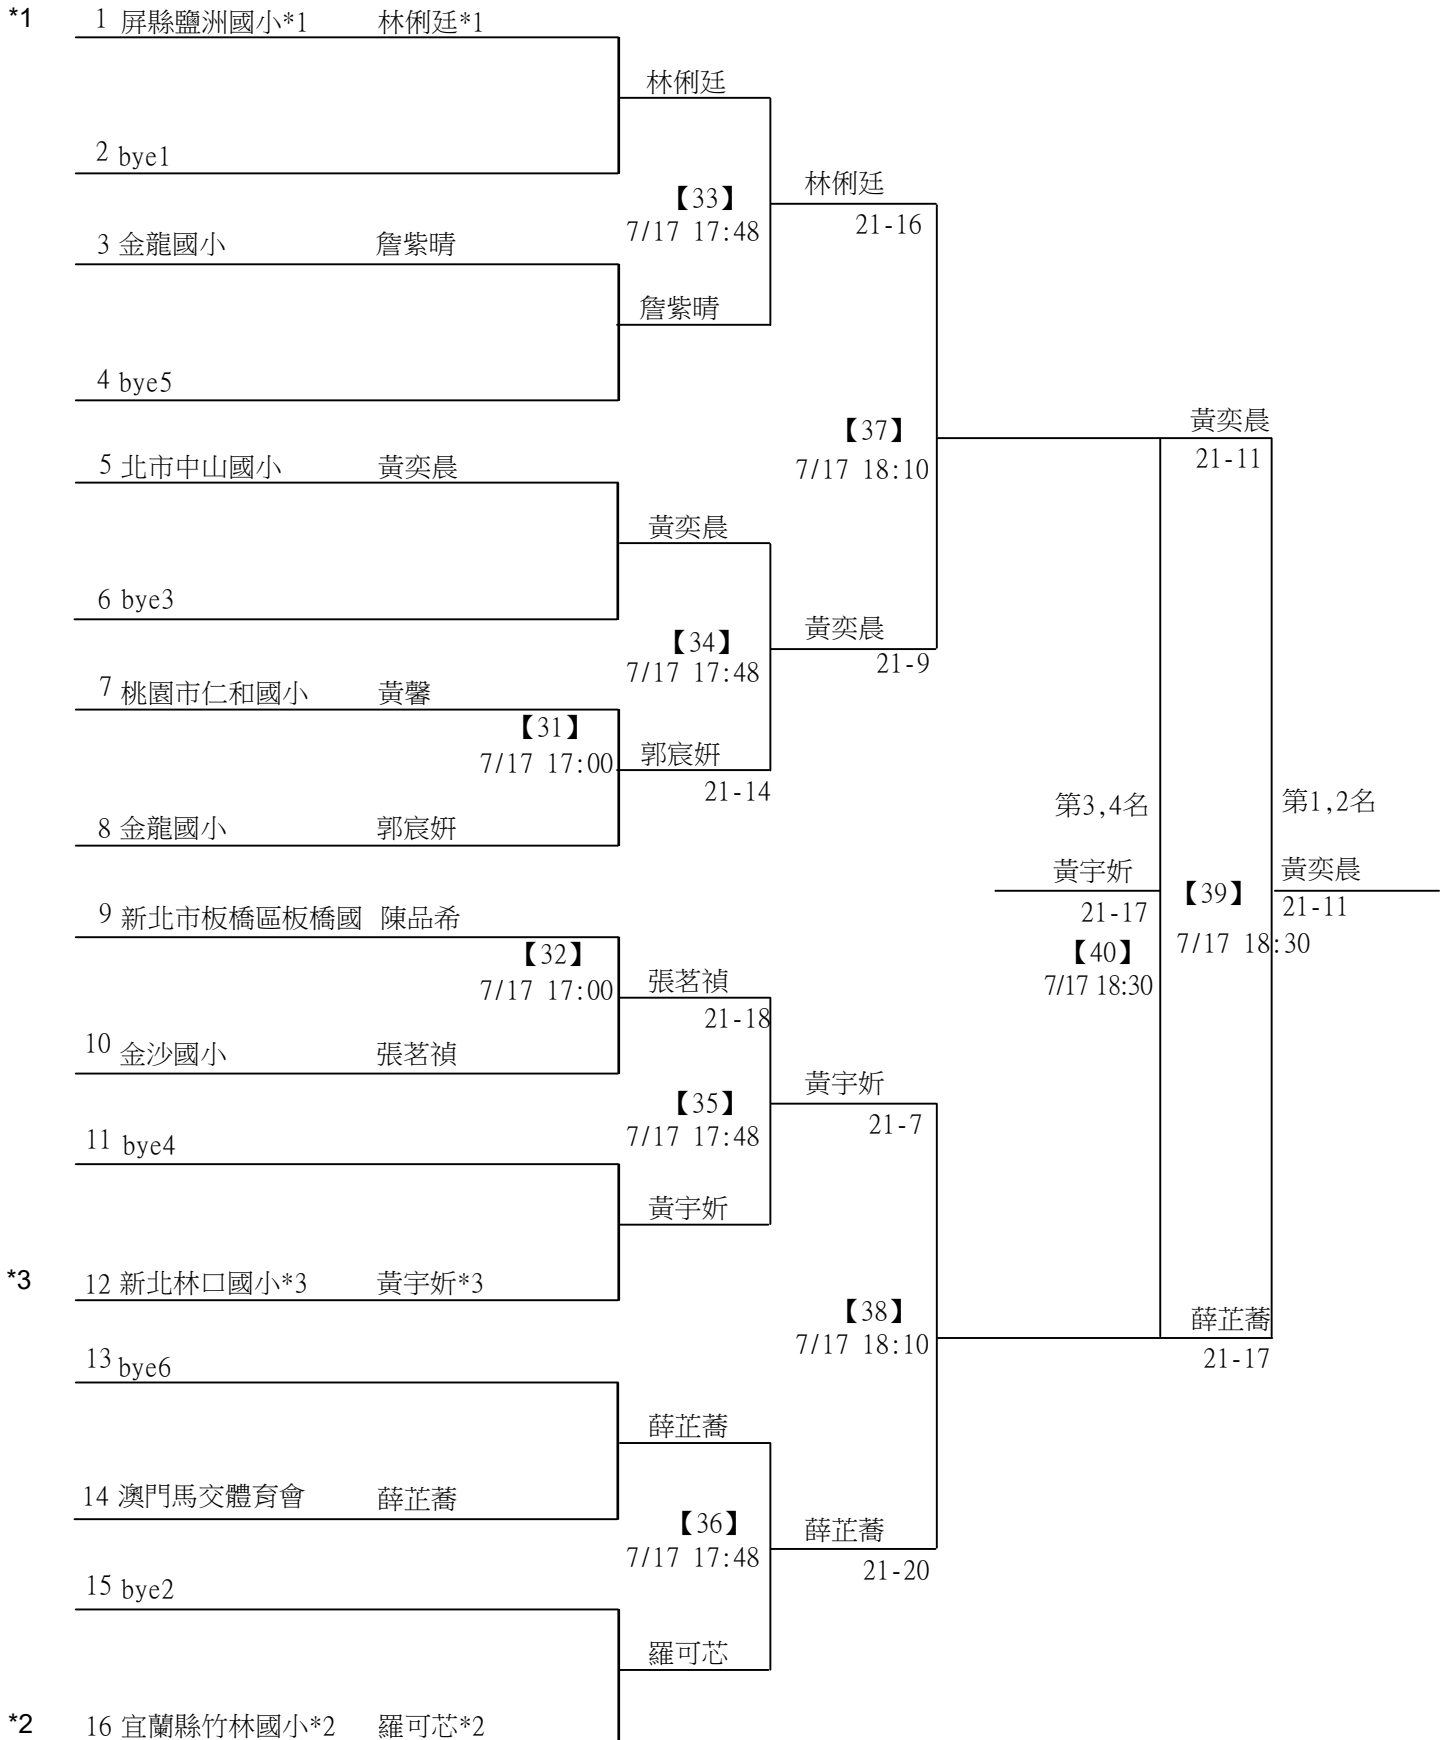 *1 1 屏縣鹽洲國小*1 林俐廷*1
林俐廷
2 bye1
林俐廷
【33】
7/17 17:48
21-16
3 金龍國小 詹紫晴
詹紫晴
4 bye5
黃奕晨
【37】
7/17 18:10
21-11
5 北市中山國小 黃奕晨
黃奕晨
6 bye3
黃奕晨
【34】
7/17 17:48
21-9
7 桃園市仁和國小 黃馨
【31】
7/17 17:00
郭宸妍
21-14
第3,4名
第1,2名
8 金龍國小 郭宸妍
黃宇妡
黃奕晨
【39】
21-17
21-11
9 新北市板橋區板橋國 陳品希
【32】
【40】
7/17 18:30
7/17 17:00
張茗禎
7/17 18:30
21-18
10 金沙國小 張茗禎
黃宇妡
【35】
7/17 17:48
21-7
11 bye4
黃宇妡
*3 12 新北林口國小*3 黃宇妡*3
【38】
7/17 18:10
薛芷蕎
21-17
13 bye6
薛芷蕎
14 澳門馬交體育會 薛芷蕎
【36】
7/17 17:48
薛芷蕎
21-20
15 bye2
羅可芯
*2 16 宜蘭縣竹林國小*2 羅可芯*2